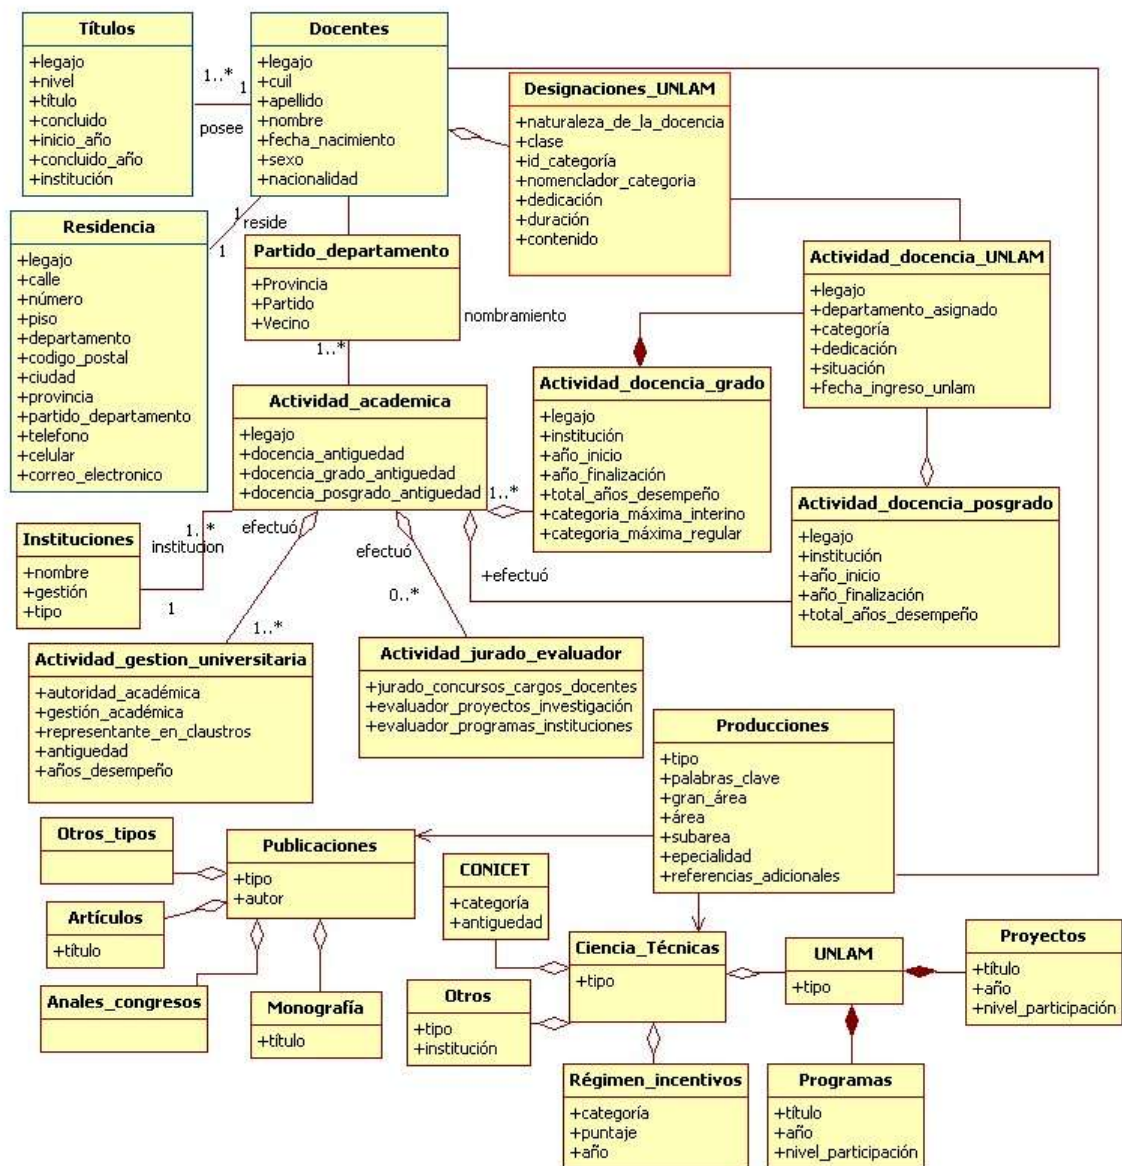 Títulos
+legajo
+nivel
+título
+concluido
+inicio_año
+concluido_año
+institución
1..*
1
posee
Docentes
+legajo
+cuil
+apellido
+nombre
+fecha_nacimiento
+sexo
+nacionalidad
Designaciones_UNLAM
+naturaleza_de_la_docencia
+clase
+id_categoría
+nomenclador_categoria
+dedicación
+duración
+contenido
Residencia
+legajo
+calle
+número
+piso
+departamento
+codigo_postal
+ciudad
+provincia
+partido_departamento
+telefono
+celular
+correo_electronico
1
reside
1
Partido_departamento
+Provincia
+Partido
+Vecino
nombramiento
1..*
Actividad_docencia_UNLAM
+legajo
+departamento_asignado
+categoría
+dedicación
+situación
+fecha_ingreso_unlam
Actividad_academica
+legajo
+docencia_antiguedad
+docencia_grado_antiguedad
+docencia_posgrado_antiguedad
1..*
Actividad_docencia_grado
+legajo
+institución
+año_inicio
+año_finalización
+total_años_desempeño
+categoria_máxima_interino
+categoria_máxima_regular
Actividad_docencia_posgrado
+legajo
+institución
+año_inicio
+año_finalización
+total_años_desempeño
Instituciones
+nombre
+gestión
+tipo
1..*
institucion
1
efectuó
efectuó
+efectuó
0..*
1..*
Actividad_gestion_universitaria
+autoridad_académica
+gestión_académica
+representante_en_claustros
+antiguedad
+años_desempeño
Actividad_jurado_evaluador
+jurado_concursos_cargos_docentes
+evaluador_proyectos_investigación
+evaluador_programas_instituciones
Producciones
+tipo
+palabras_clave
+gran_área
+área
+subarea
+epecialidad
+referencias_adicionales
Otros_tipos
Publicaciones
+tipo
+autor
Artículos
+título
Anales_congresos
Monografía
+título
CONICET
+categoría
+antiguedad
Ciencia_Técnicas
+tipo
UNLAM
+tipo
Proyectos
+título
+año
+nivel_participación
Otros
+tipo
+institución
Régimen_incentivos
+categoría
+puntaje
+año
Programas
+título
+año
+nivel_participación